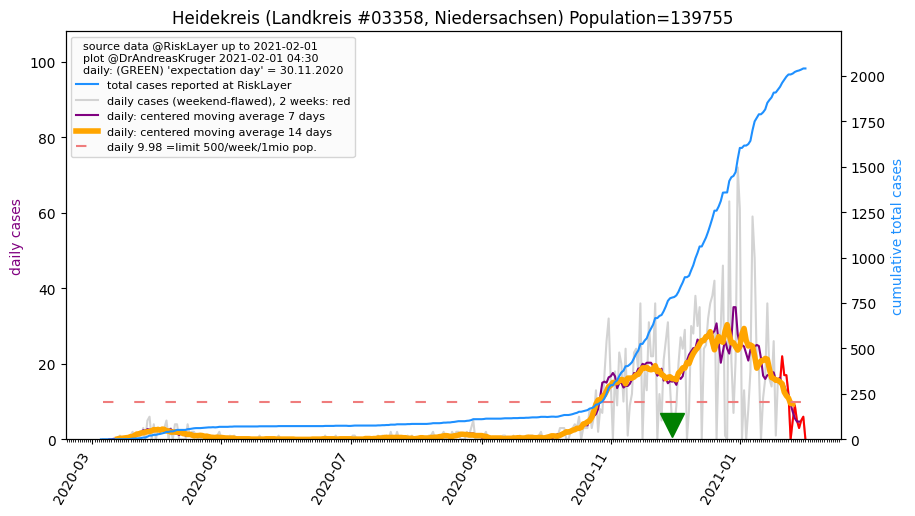 Heidekreis (Landkreis #03358, Niedersachsen) Population=139755
source data @RiskLayer up to 2021-02-01
plot @DrAndreasKruger 2021-02-01 04:30
daily: (GREEN) 'expectation day' = 30.11.2020
total cases reported at RiskLayer
daily cases (weekend-flawed), 2 weeks: red
daily: centered moving average 7 days
daily: centered moving average 14 days
daily 9.98 =limit 500/week/1mio pop.
daily cases
100
80
60
40
20
0
2000
1750
1500
1250
1000
750
500
250
0
cumulative total cases
2020-03
2020-05
2020-07
2020-09
2020-11
2021-01